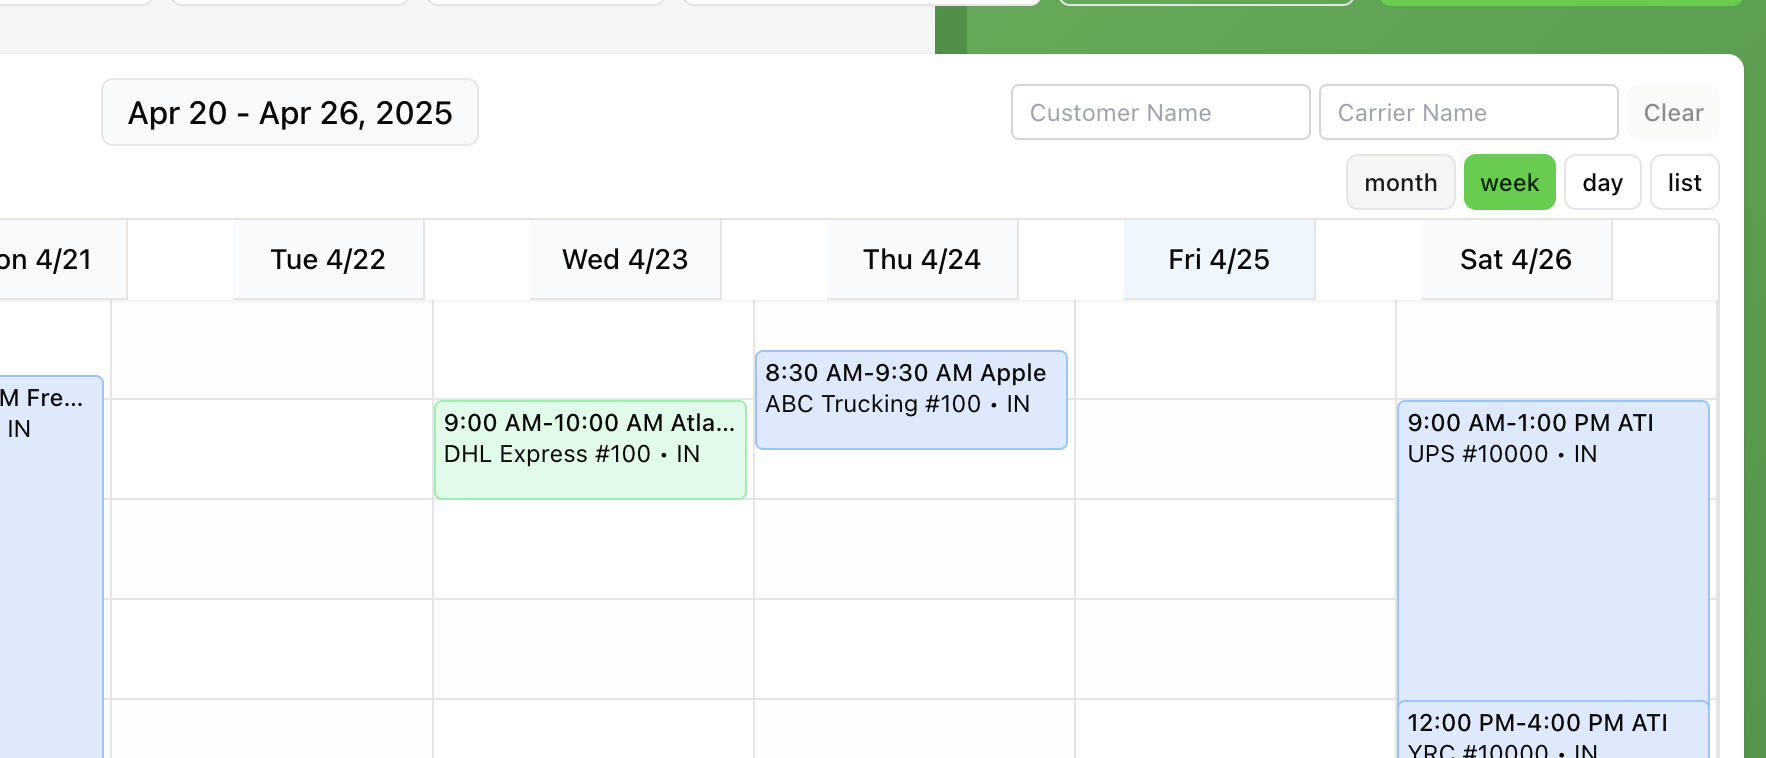 Apr 20 - Apr 26, 2025
Customer Name
Carrier Name
Clear
month
week
day
list
on 4/21
Tue 4/22
Wed 4/23
Thu 4/24
Fri 4/25
Sat 4/26
M Fre...
IN
9:00 AM-10:00 AM Atla...
DHL Express #100 • IN
8:30 AM-9:30 AM Apple
ABC Trucking #100 • IN
9:00 AM-1:00 PM ATI
UPS #10000 • IN
12:00 PM-4:00 PM ATI
YRC #10000 • IN